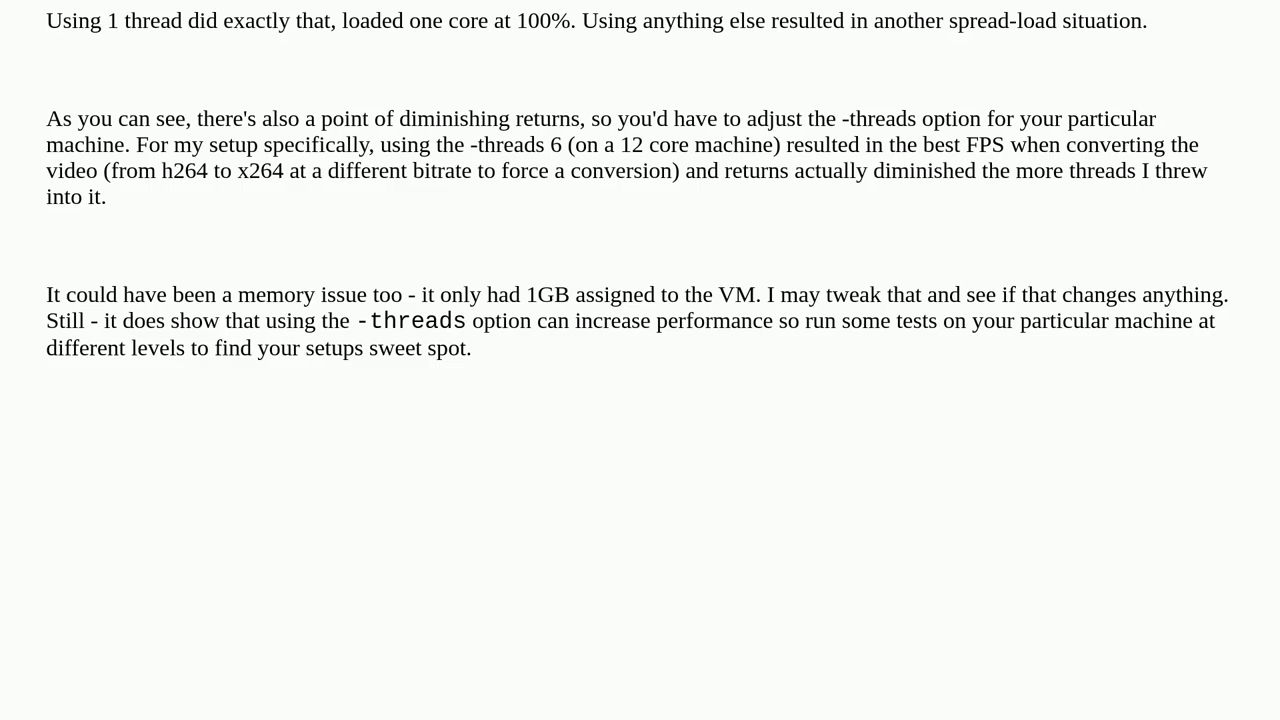 Using 1 thread did exactly that, loaded one core at 100%. Using anything else resulted in another spread-load situation.
As you can see, there's also a point of diminishing returns, so you'd have to adjust the -threads option for your particular
machine. For my setup specifically, using the -threads 6 (on a 12 core machine) resulted in the best FPS when converting the
video (from h264 to x264 at a different bitrate to force a conversion) and returns actually diminished the more threads I threw
into it.
It could have been a memory issue too - it only had 1GB assigned to the VM. I may tweak that and see if that changes anything.
Still - it does show that using the -threads option can increase performance so run some tests on your particular machine at
different levels to find your setups sweet spot.